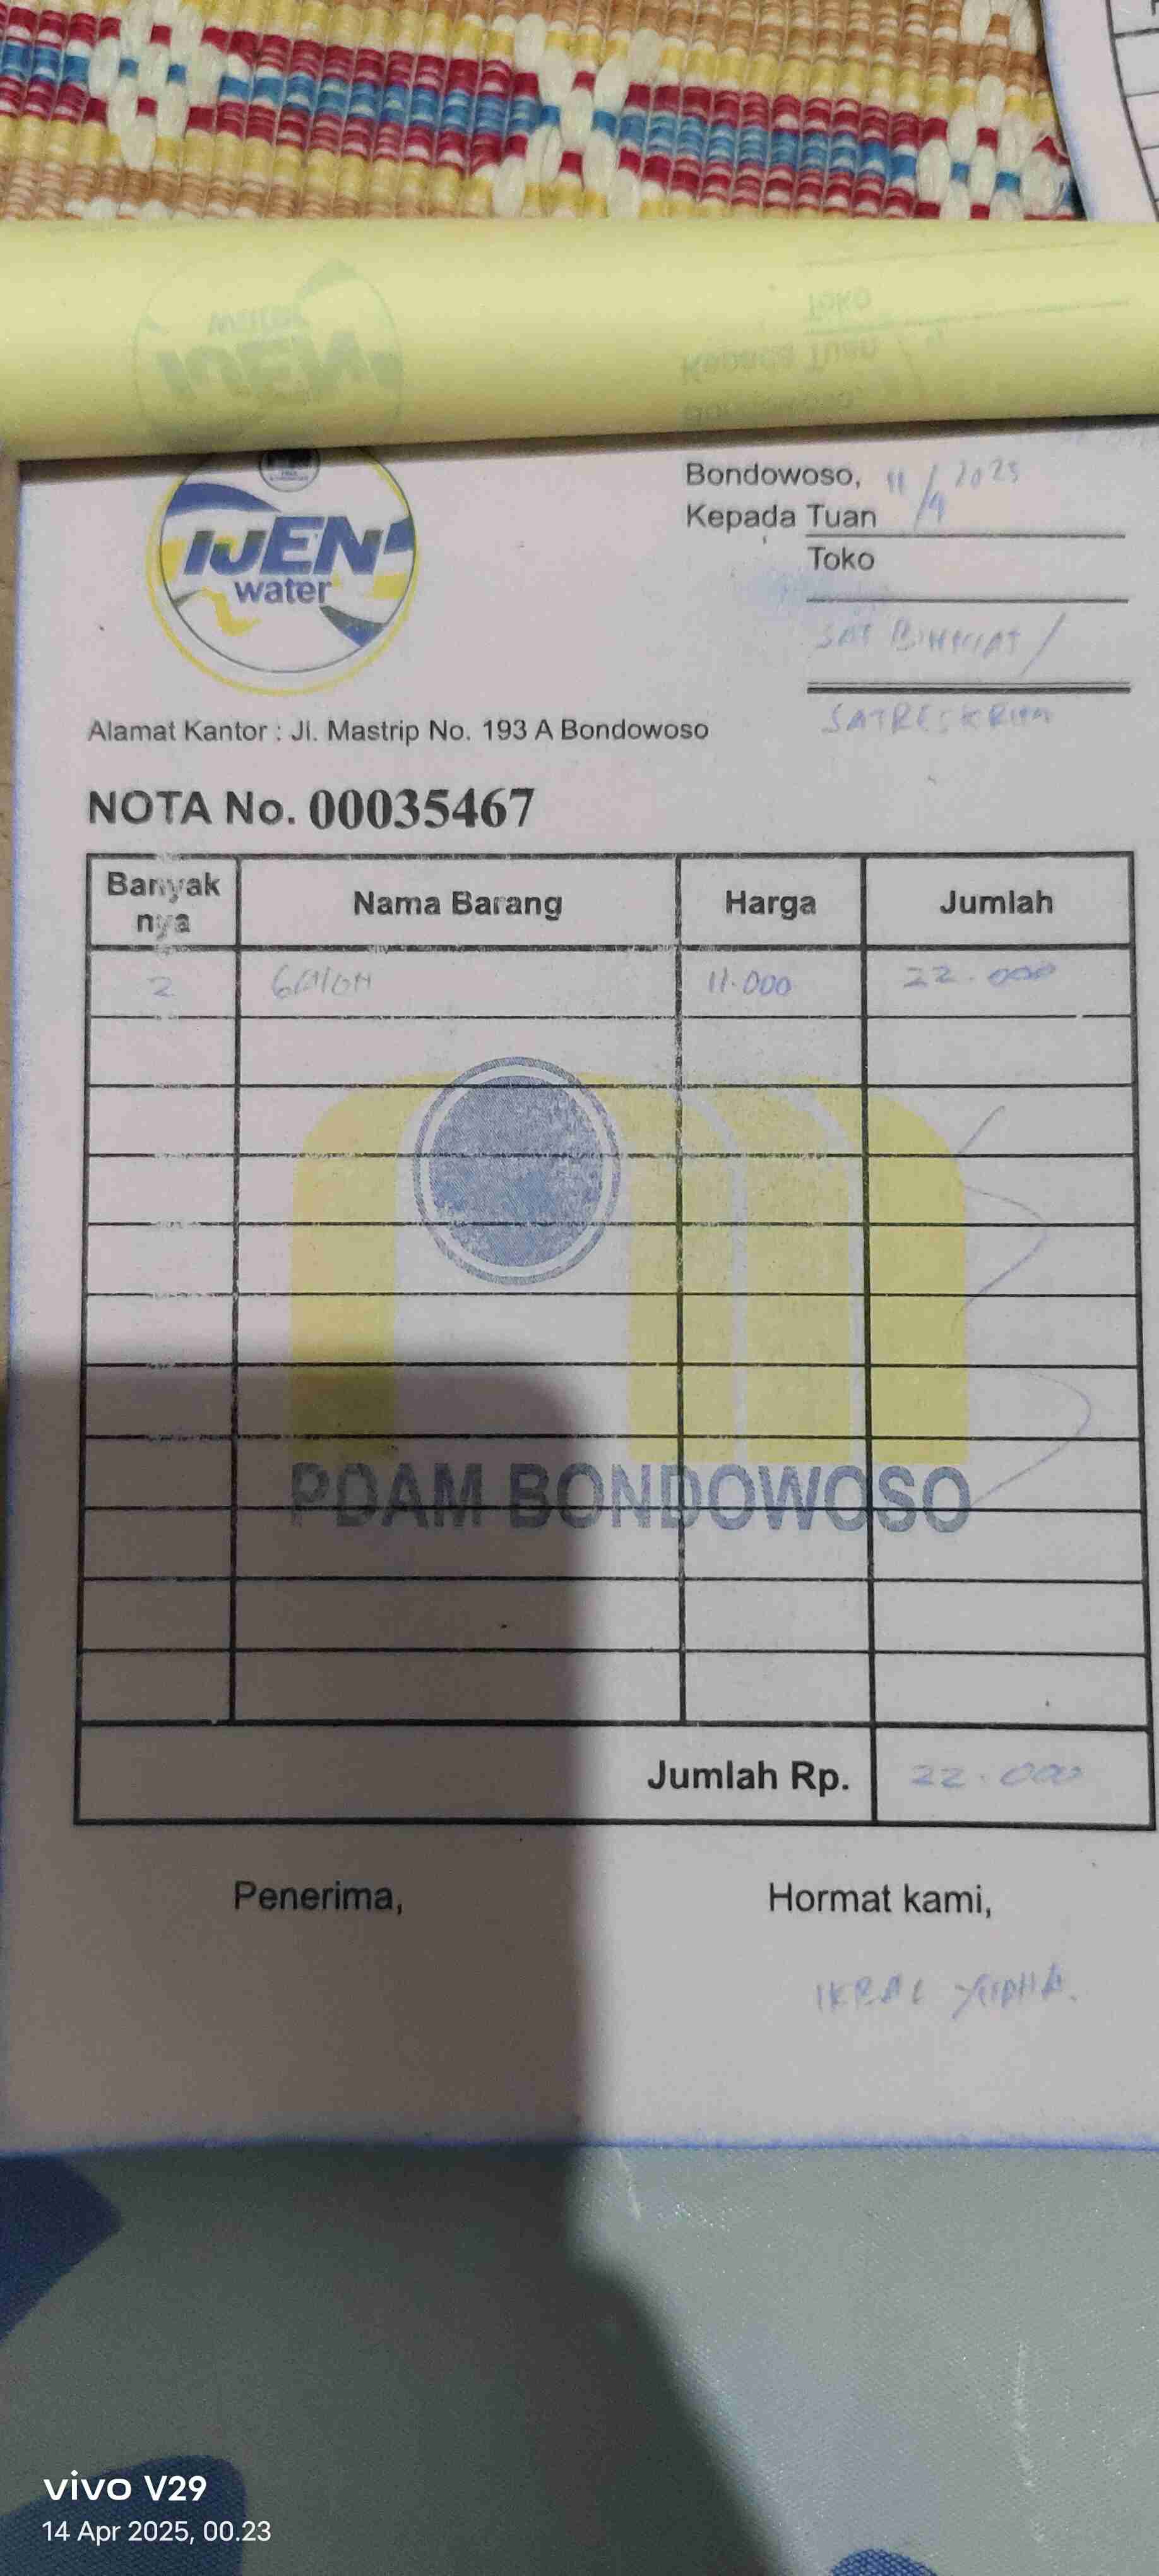 IJEN
water
Bondowoso, 11/4 2025
Kepada Tuan
Toko
SAT BINMAS /
SATRESKRIM
Alamat Kantor : Jl. Mastrip No. 193 A Bondowoso
NOTA No. 00035467
Banyak nya Nama Barang Harga Jumlah
2 GALON 11.000 22.000
PDAM BONDOWOSO
Jumlah Rp. 22.000
Penerima, Hormat kami,
vivo V29
14 Apr 2025, 00.23